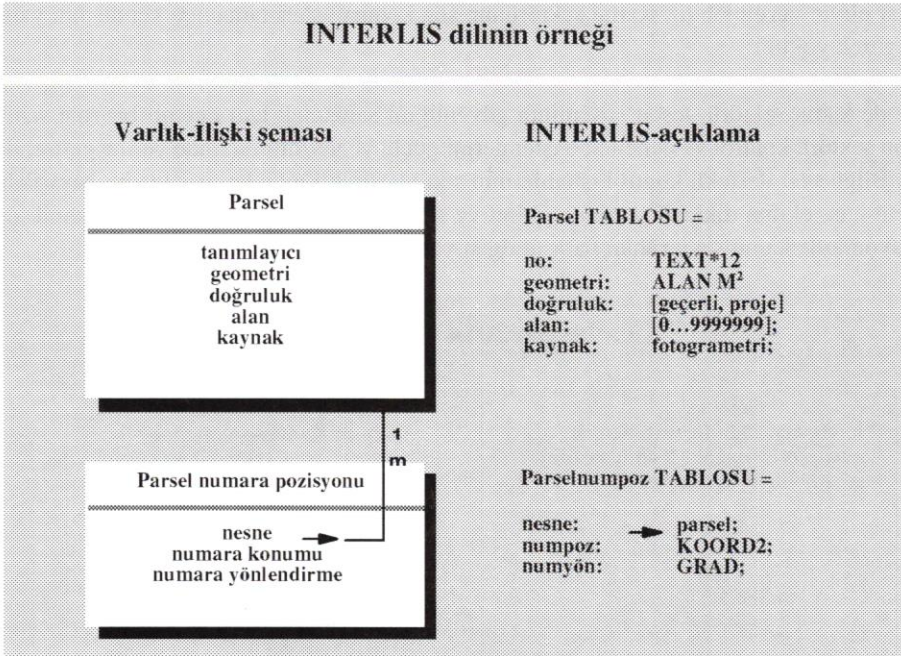 INTERLIS dilinin örneği
Varlık-İlişki şeması
Parsel
tanımlayıcı
geometri
doğruluk
alan
kaynak
1
m
Parsel numara pozisyonu
nesne
numara konumu
numara yönlendirme
INTERLIS-açıklama
Parsel TABLOSU =
no: TEXT*12
geometri: ALAN M²
doğruluk: [geçerli, proje]
alan: [0...9999999];
kaynak: fotogrametri;
Parselnumpoz TABLOSU =
nesne: → parsel;
numpoz: KOORD2;
numyön: GRAD;